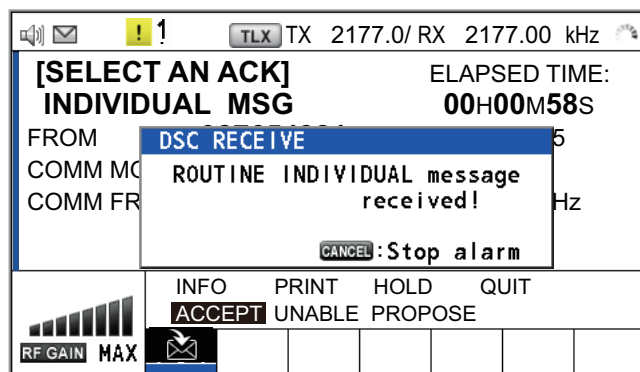 ! 1 TLX TX 2177.0/ RX 2177.00 kHz
[SELECT AN ACK] ELAPSED TIME:
INDIVIDUAL MSG 00H00M58S
FROM 5
DSC RECEIVE
COMM MO
ROUTINE INDIVIDUAL message
received!
COMM FR Hz
CANCEL:Stop alarm
INFO PRINT HOLD QUIT
ACCEPT UNABLE PROPOSE
RF GAIN MAX